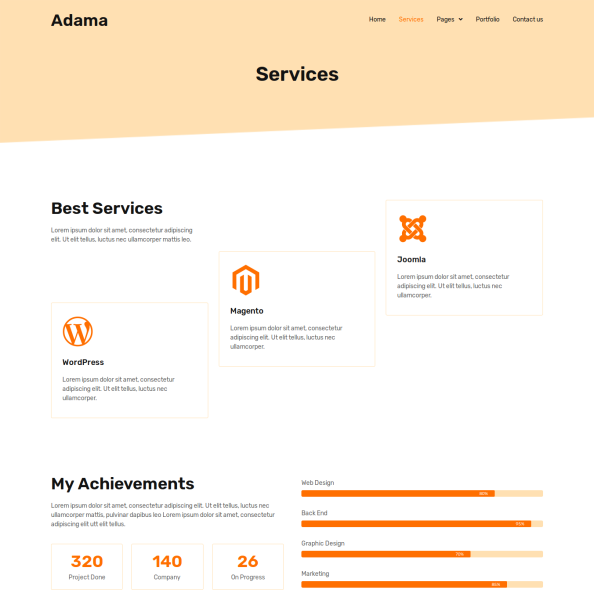 Adama
Home
Services
Pages
Portfolio
Contact us
Services
Best Services
Lorem ipsum dolor sit amet, consectetur adipiscing
elit. Ut elit tellus, luctus nec ullamcorper mattis leo.
Joomla
Lorem ipsum dolor sit amet, consectetur
adipiscing elit. Ut elit tellus, luctus nec
ullamcorper.
Magento
Lorem ipsum dolor sit amet, consectetur
adipiscing elit. Ut elit tellus, luctus nec
ullamcorper.
WordPress
Lorem ipsum dolor sit amet, consectetur
adipiscing elit. Ut elit tellus, luctus nec
ullamcorper.
My Achievements
Lorem ipsum dolor sit amet, consectetur adipiscing elit. Ut elit tellus, luctus nec
ullamcorper mattis, pulvinar dapibus leo Lorem ipsum dolor sit amet, consectetur
adipiscing elit utt elit tellus.
320
Project Done
140
Company
26
On Progress
Web Design
80%
Back End
95%
Graphic Design
70%
Marketing
85%